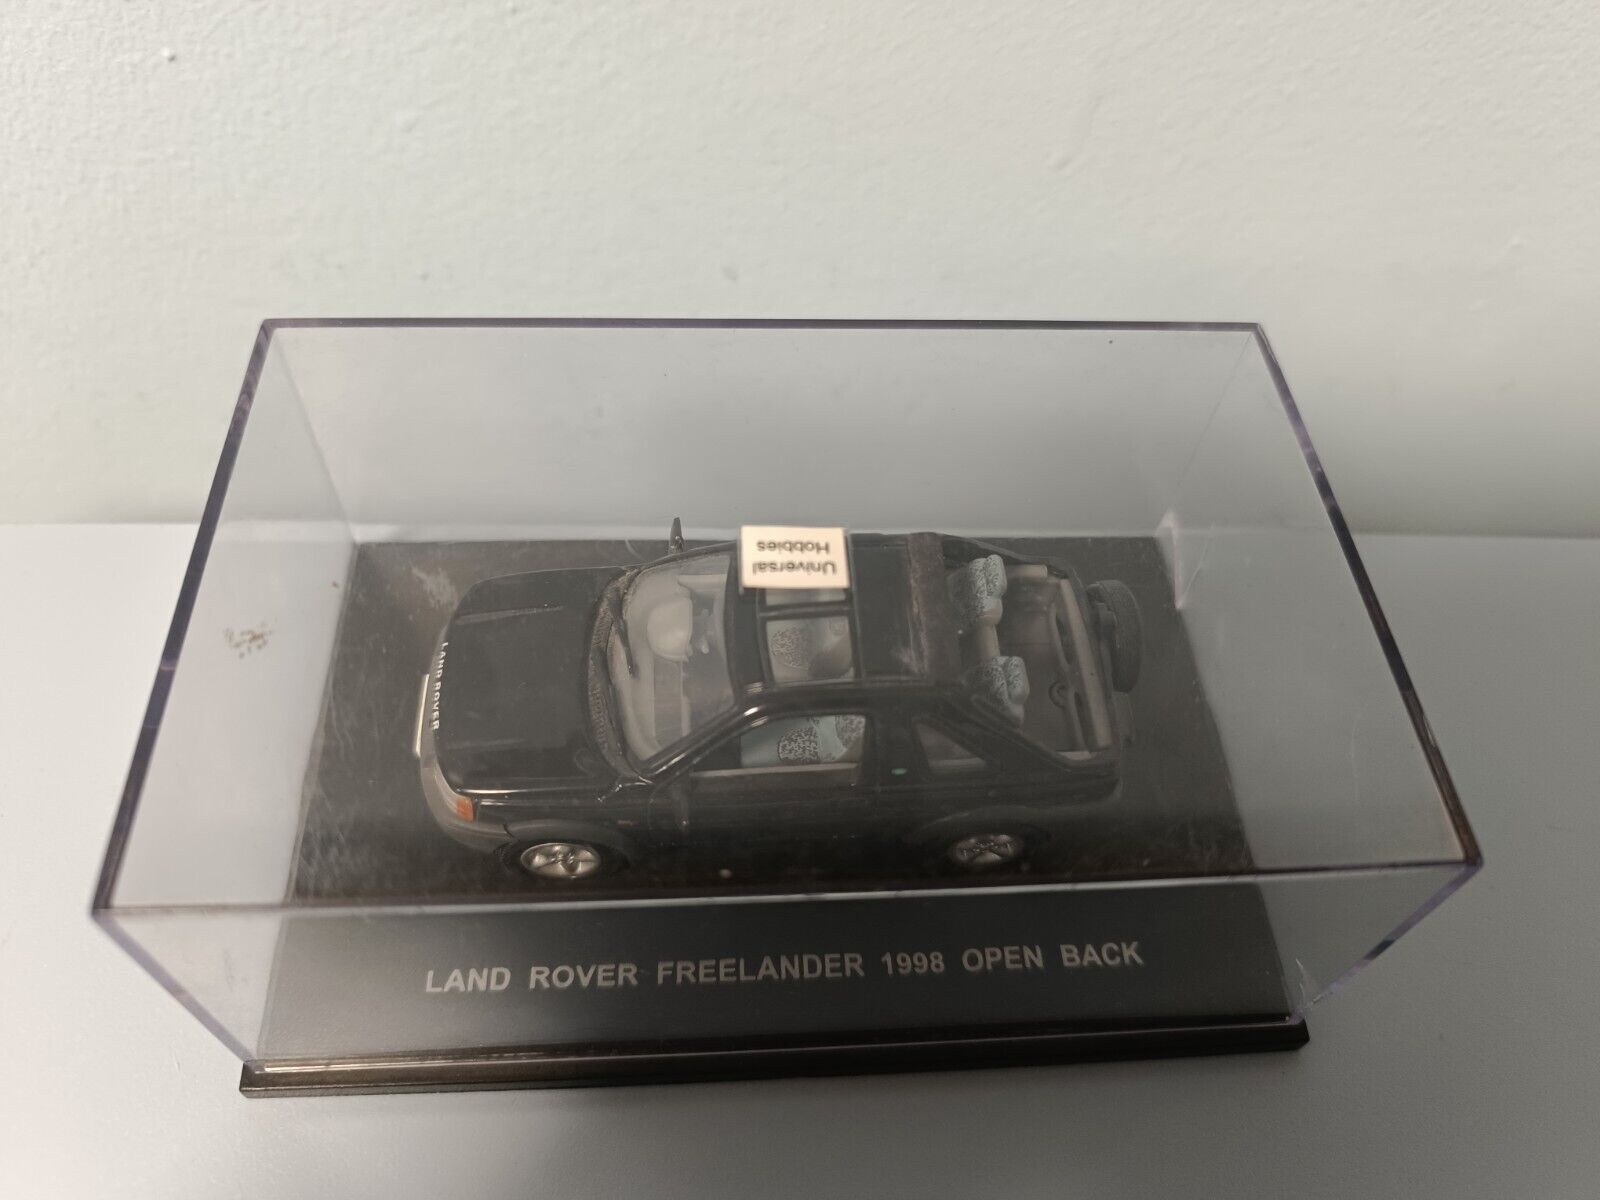 Universal
Hobbies
LAND ROVER
LAND ROVER FREELANDER 1998 OPEN BACK